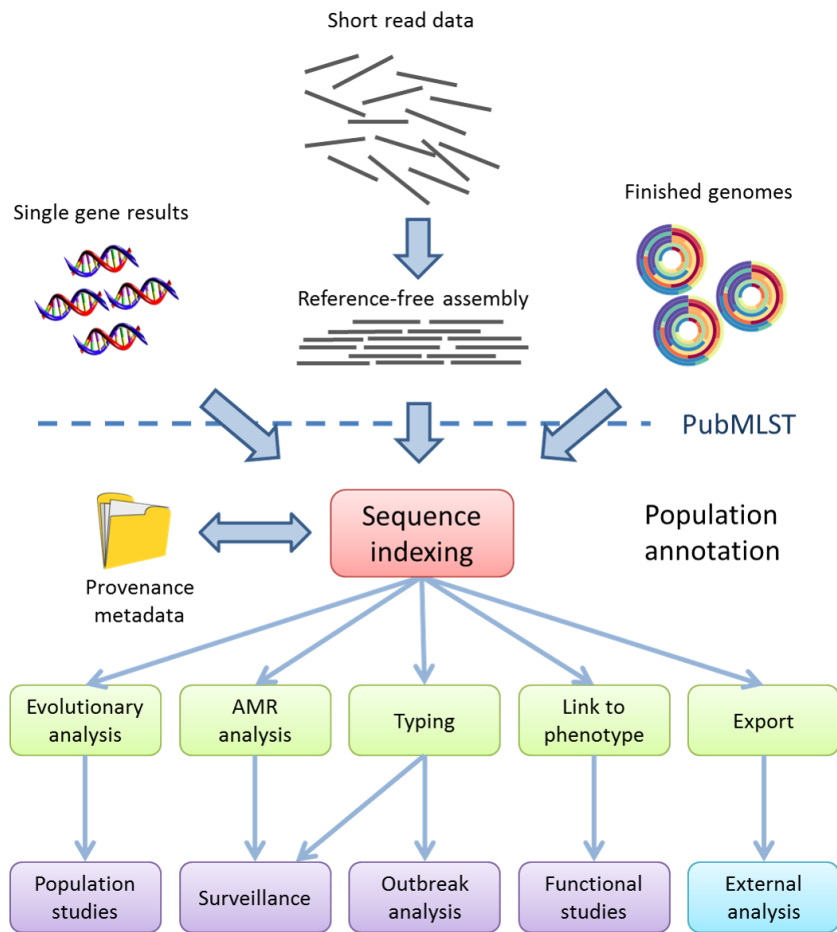 Short read data
Single gene results
Finished genomes
Reference-free assembly
PubMLST
Sequence
indexing
Population
annotation
Provenance
metadata
Evolutionary
analysis
AMR
analysis
Typing
Link to
phenotype
Export
Population
studies
Surveillance
Outbreak
analysis
Functional
studies
External
analysis